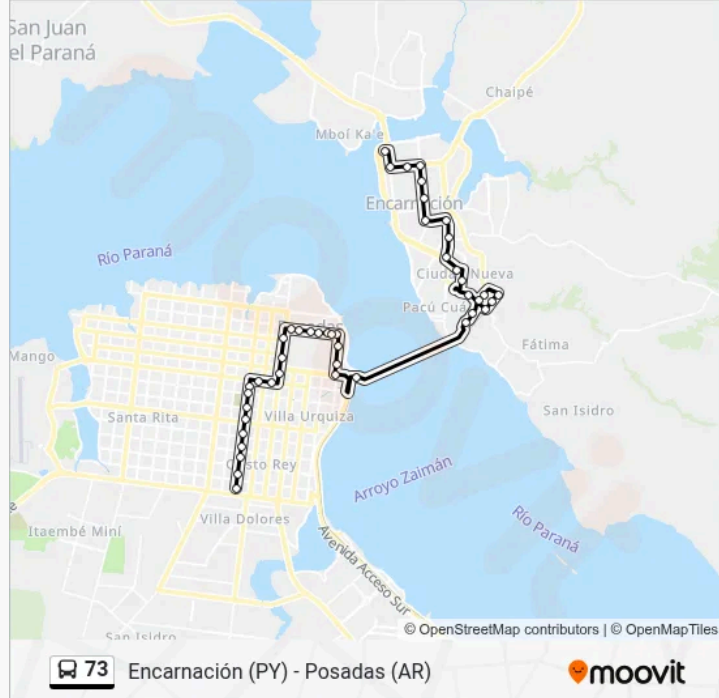 San Juan
el Paraná
Chaipé
Mboí Ka'e
Encarnación
Río Paraná
Ciudad Nueva
Pacú Cuá
Fátima
Mango
Santa Rita
Villa Urquiza
San Isidro
Cristo Rey
Arroyo Zaimán
Río Paraná
Villa Dolores
Itaembé Miní
Avenida Acceso Sur
San Isidro
© OpenStreetMap contributors | © OpenMapTiles
73 Encarnación (PY) - Posadas (AR)
moovit